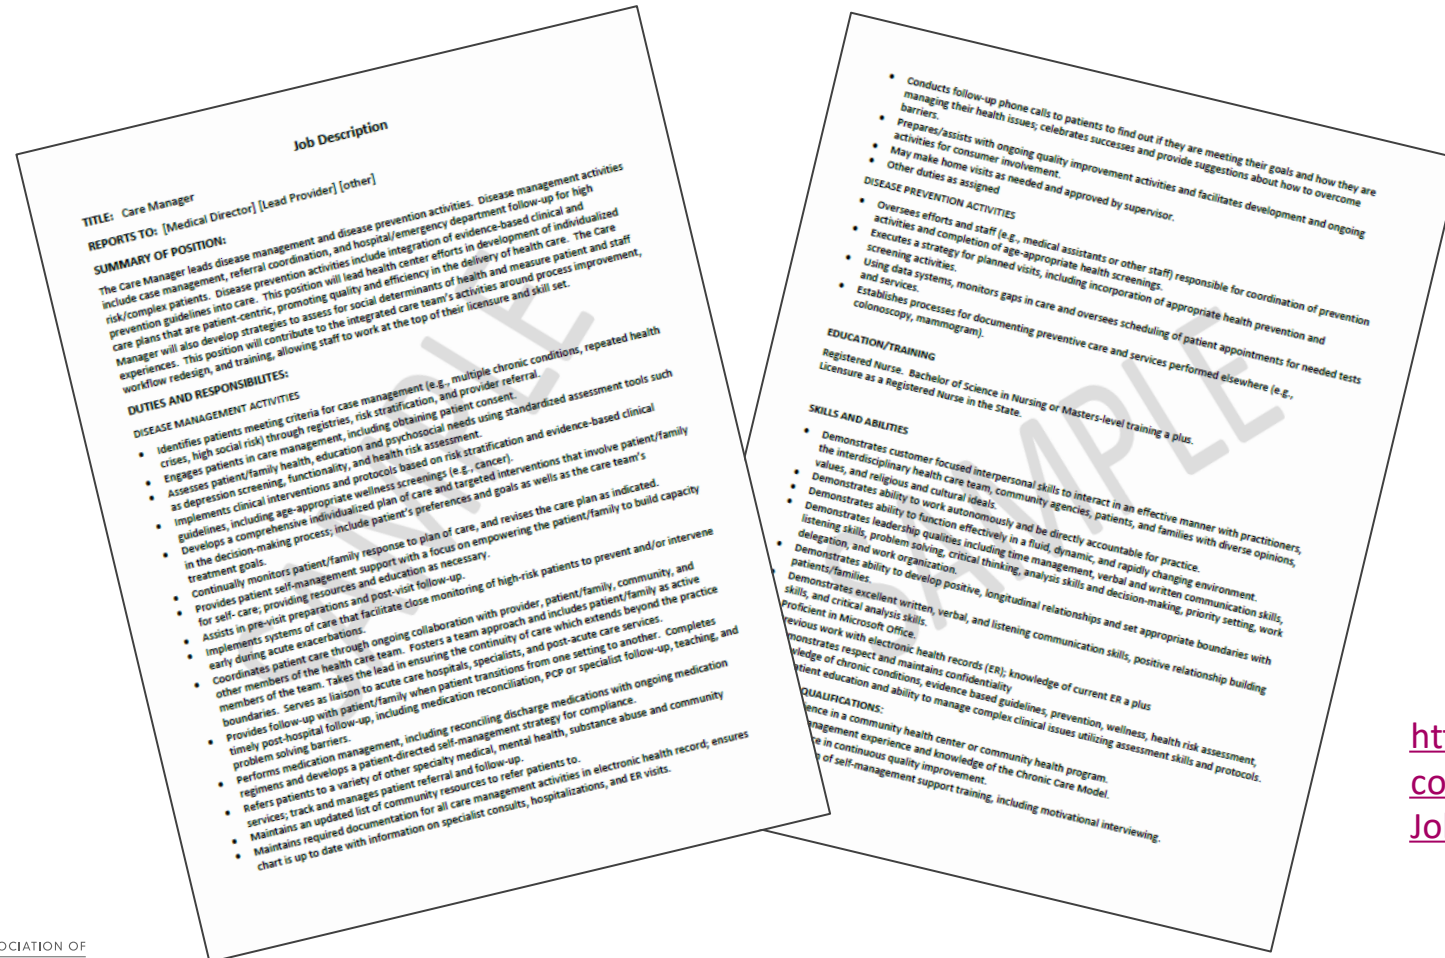 Job Description
TITLE: Care Manager
REPORTS TO: [Medical Director] [Lead Provider] [other]
SUMMARY OF POSITION:
The Care Manager leads disease management and disease prevention activities. Disease management activities
include case management, referral coordination, and hospital/emergency department follow-up for high
risk/complex patients. Disease prevention activities include integration of evidence-based clinical and
prevention guidelines into care. This position will lead health center efforts in development of individualized
care plans that are patient-centric, promoting quality and efficiency in the delivery of health care. The Care
Manager will also develop strategies to assess for social determinants of health and measure patient and staff
experiences. This position will contribute to the integrated care team's activities around process improvement,
workflow redesign, and training, allowing staff to work at the top of their licensure and skill set.
DUTIES AND RESPONSIBILITES:
DISEASE MANAGEMENT ACTIVITIES
• Identifies patients meeting criteria for case management (e.g., multiple chronic conditions, repeated health
crises, high social risk) through registries, risk stratification, and provider referral.
• Engages patients in care management, including obtaining patient consent.
• Assesses patient/family health, education and psychosocial needs using standardized assessment tools such
as depression screening, functionality, and health risk assessment.
• Implements clinical interventions and protocols based on risk stratification and evidence-based clinical
guidelines, including age-appropriate wellness screenings (e.g., cancer).
• Develops a comprehensive individualized plan of care and targeted interventions that involve patient/family
in the decision-making process; include patient's preferences and goals as wells as the care team's
treatment goals.
• Continually monitors patient/family response to plan of care, and revises the care plan as indicated.
• Provides patient self-management support with a focus on empowering the patient/family to build capacity
for self- care; providing resources and education as necessary.
• Assists in pre-visit preparations and post-visit follow-up.
• Implements systems of care that facilitate close monitoring of high-risk patients to prevent and/or intervene
early during acute exacerbations.
• Coordinates patient care through ongoing collaboration with provider, patient/family, community, and
other members of the health care team. Fosters a team approach and includes patient/family as active
members of the team. Takes the lead in ensuring the continuity of care which extends beyond the practice
boundaries. Serves as liaison to acute care hospitals, specialists, and post-acute care services.
• Provides follow-up with patient/family when patient transitions from one setting to another. Completes
timely post-hospital follow-up, including medication reconciliation, PCP or specialist follow-up, teaching, and
problem solving barriers.
• Performs medication management, including reconciling discharge medications with ongoing medication
regimens and develops a patient-directed self-management strategy for compliance.
• Refers patients to a variety of other specialty medical, mental health, substance abuse and community
services; track and manages patient referral and follow-up.
• Maintains an updated list of community resources to refer patients to.
• Maintains required documentation for all care management activities in electronic health record; ensures
chart is up to date with information on specialist consults, hospitalizations, and ER visits.
SAMPLE
• Conducts follow-up phone calls to patients to find out if they are meeting their goals and how they are
managing their health issues; celebrates successes and provide suggestions about how to overcome
barriers.
• Prepares/assists with ongoing quality improvement activities and facilitates development and ongoing
activities for consumer involvement.
• May make home visits as needed and approved by supervisor.
• Other duties as assigned
DISEASE PREVENTION ACTIVITIES
• Oversees efforts and staff (e.g., medical assistants or other staff) responsible for coordination of prevention
activities and completion of age-appropriate health screenings.
• Executes a strategy for planned visits, including incorporation of appropriate health prevention and
screening activities.
• Using data systems, monitors gaps in care and oversees scheduling of patient appointments for needed tests
and services.
• Establishes processes for documenting preventive care and services performed elsewhere (e.g.,
colonoscopy, mammogram).
EDUCATION/TRAINING
Registered Nurse. Bachelor of Science in Nursing or Masters-level training a plus.
Licensure as a Registered Nurse in the State.
SKILLS AND ABILITIES
• Demonstrates customer focused interpersonal skills to interact in an effective manner with practitioners,
the interdisciplinary health care team, community agencies, patients, and families with diverse opinions,
values, and religious and cultural ideals.
• Demonstrates ability to work autonomously and be directly accountable for practice.
• Demonstrates ability to function effectively in a fluid, dynamic, and rapidly changing environment.
• Demonstrates leadership qualities including time management, verbal and written communication skills,
listening skills, problem solving, critical thinking, analysis skills and decision-making, priority setting, work
delegation, and work organization.
• Demonstrates ability to develop positive, longitudinal relationships and set appropriate boundaries with
patients/families.
• Demonstrates excellent written, verbal, and listening communication skills, positive relationship building
skills, and critical analysis skills.
Proficient in Microsoft Office.
revious work with electronic health records (ER); knowledge of current ER a plus
monstrates respect and maintains confidentiality
wledge of chronic conditions, evidence based guidelines, prevention, wellness, health risk assessment,
atient education and ability to manage complex clinical issues utilizing assessment skills and protocols.
QUALIFICATIONS:
ence in a community health center or community health program.
anagement experience and knowledge of the Chronic Care Model.
ce in continuous quality improvement.
n of self-management support training, including motivational interviewing.
SAMPLE
htt
co
Jol
OCIATION OF